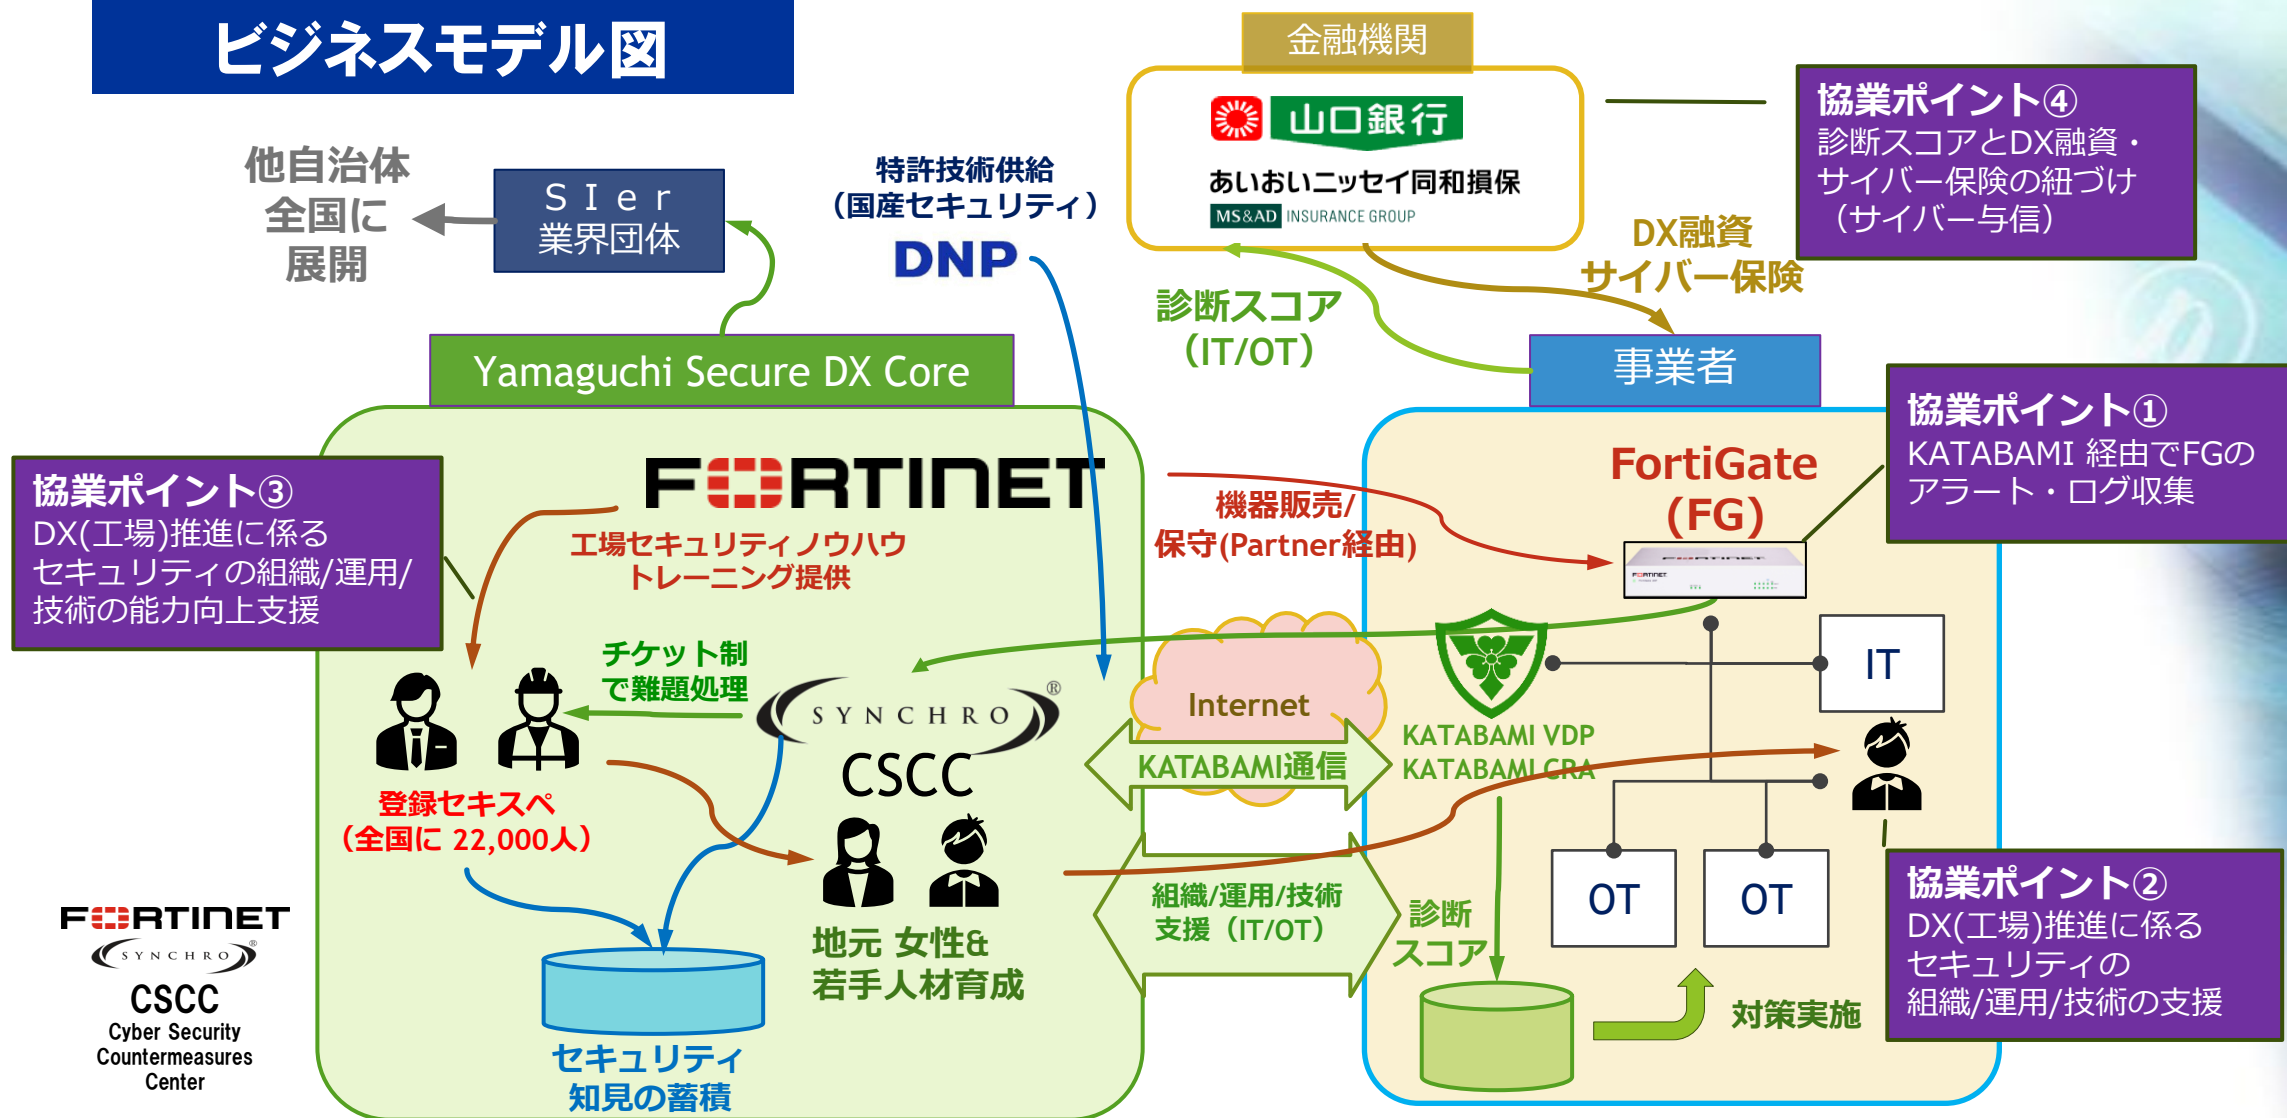 ビジネスモデル図
金融機関
山口銀行
あいおいニッセイ同和損保
MS&AD INSURANCE GROUP
協業ポイント④
診断スコアとDX融資・
サイバー保険の紐づけ
（サイバー与信）
他自治体
全国に
展開
ＳＩｅｒ
業界団体
特許技術供給
（国産セキュリティ）
DNP
DX融資
サイバー保険
診断スコア
（IT/OT）
Yamaguchi Secure DX Core
事業者
協業ポイント①
KATABAMI 経由でFGの
アラート・ログ収集
協業ポイント③
DX(工場)推進に係る
セキュリティの組織/運用/
技術の能力向上支援
FORTINET
工場セキュリティノウハウ
トレーニング提供
機器販売/
保守(Partner経由)
FortiGate
(FG)
FORTINET
FORTINET
チケット制
で難題処理
SYNCHRO®
CSCC
Internet
KATABAMI通信
KATABAMI VDP
KATABAMI CRA
IT
OT
OT
登録セキスペ
（全国に 22,000人）
地元 女性&
若手人材育成
組織/運用/技術
支援（IT/OT）
診断
スコア
対策実施
協業ポイント②
DX(工場)推進に係る
セキュリティの
組織/運用/技術の支援
セキュリティ
知見の蓄積
FORTINET
SYNCHRO®
CSCC
Cyber Security
Countermeasures
Center